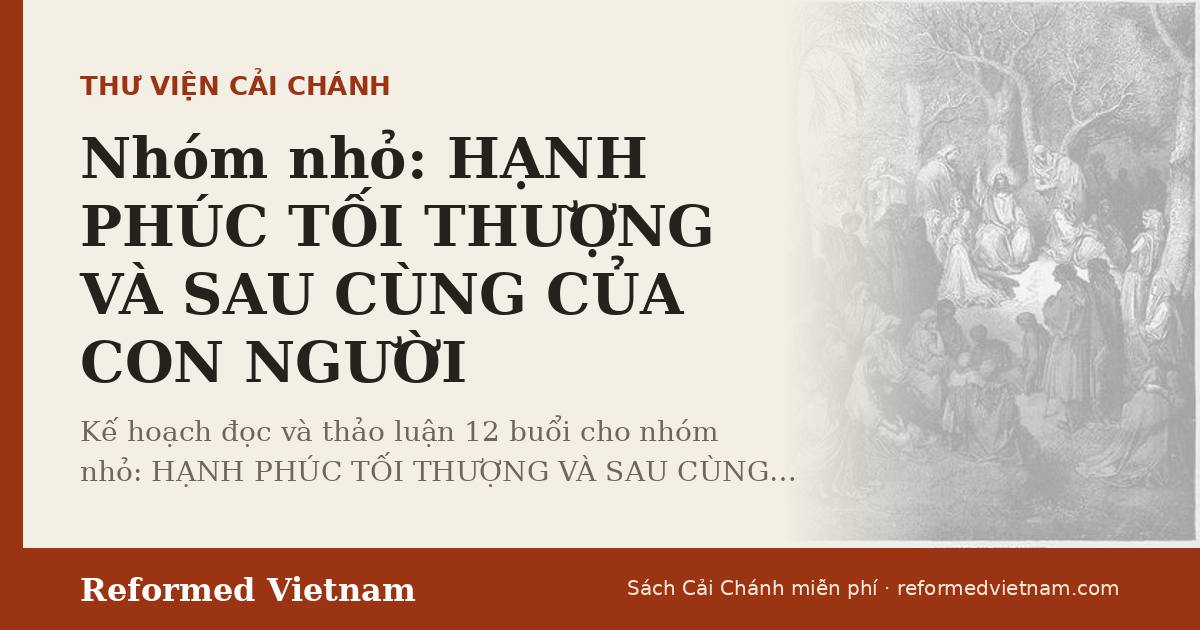 THƯ VIỆN CẢI CHÁNH
Nhóm nhỏ: HẠNH
PHÚC TỐI THƯỢNG
VÀ SAU CÙNG CỦA
CON NGƯỜI
Kế hoạch đọc và thảo luận 12 buổi cho nhóm
nhỏ: HẠNH PHÚC TỐI THƯỢNG VÀ SAU CÙNG...
Reformed Vietnam
Sách Cải Chánh miễn phí · reformedvietnam.com